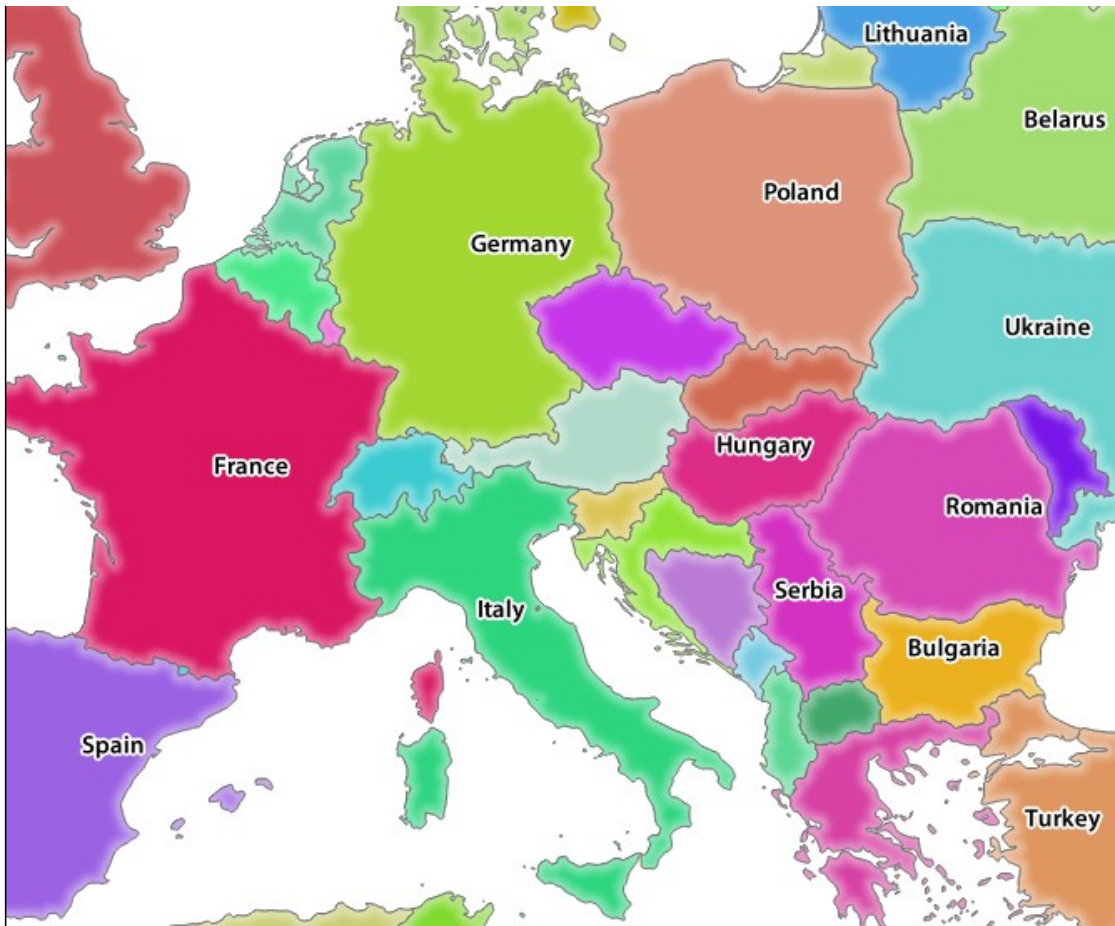 Lithuania
Belarus
Poland
Germany
Ukraine
Hungary
France
Romania
Serbia
Italy
Bulgaria
Spain
Turkey